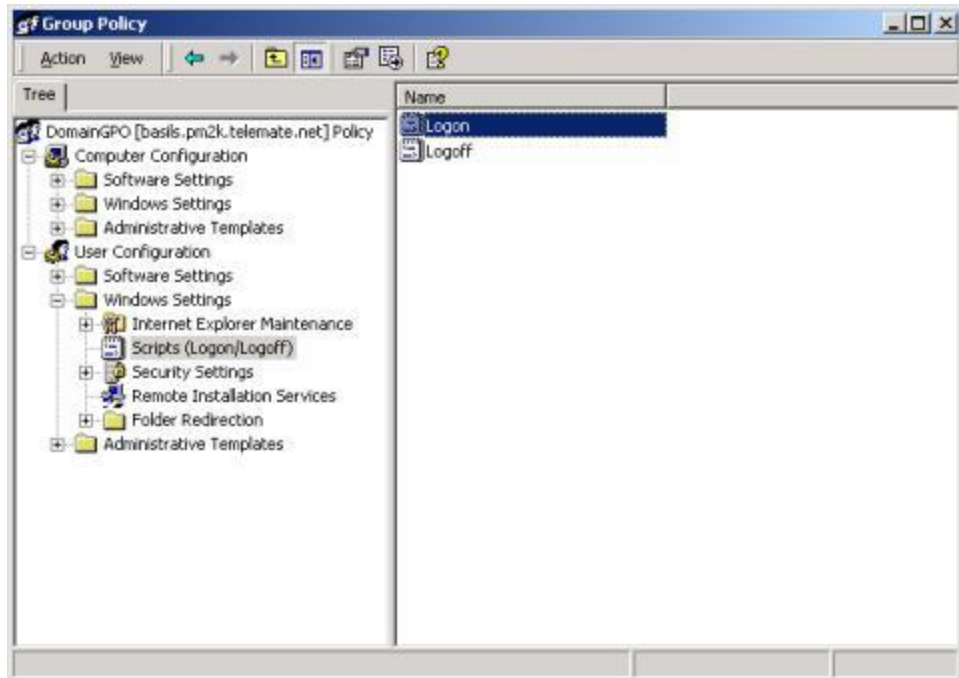 Group Policy
Action View
Tree
Name
DomainGPO [basils.pm2k.telemate.net] Policy
Computer Configuration
Software Settings
Windows Settings
Administrative Templates
User Configuration
Software Settings
Windows Settings
Internet Explorer Maintenance
Scripts (Logon/Logoff)
Security Settings
Remote Installation Services
Folder Redirection
Administrative Templates
Logon
Logoff